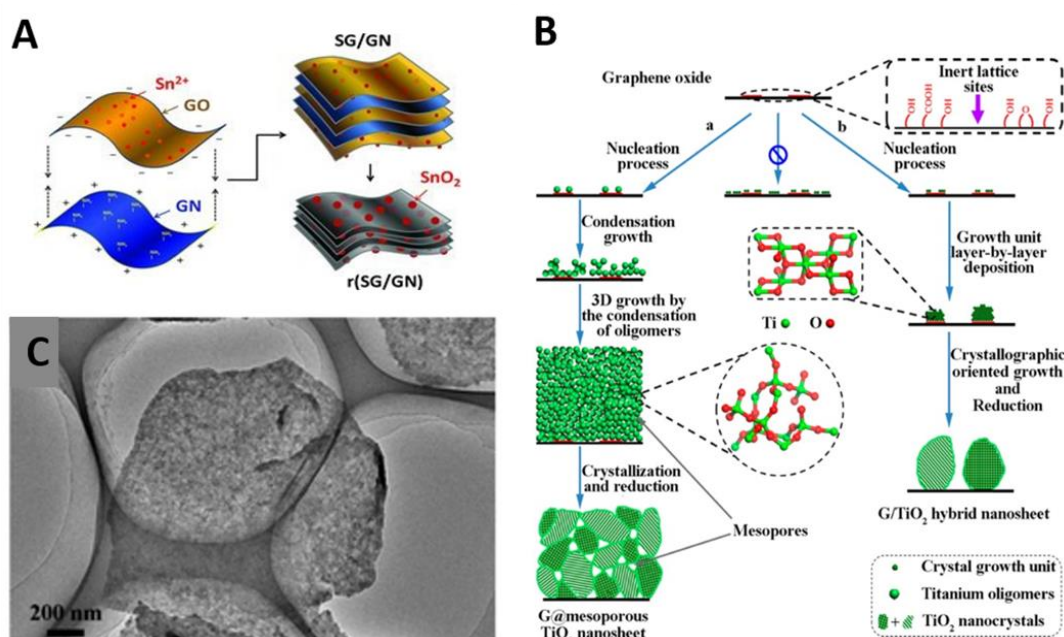 A
Sn2+
GO
GN
SG/GN
SnO2
r(SG/GN)
B
Graphene oxide
Inert lattice
sites
OH
COOH
OH
OH
O
OH
a
b
Nucleation
process
Nucleation
process
Condensation
growth
Growth unit
layer-by-layer
deposition
3D growth by
the condensation
of oligomers
Ti
O
Crystallographic
oriented growth
and
Reduction
Crystallization
and reduction
Mesopores
G/TiO2 hybrid nanosheet
G@mesoporous
TiO2 nanosheet
Crystal growth unit
Titanium oligomers
+
TiO2 nanocrystals
C
200 nm